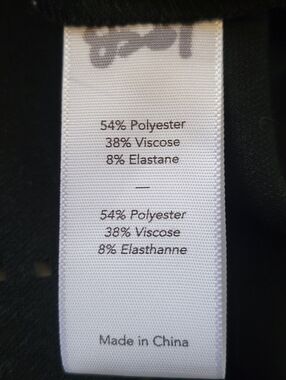 54% Polyester
38% Viscose
8% Elastane
—
54% Polyester
38% Viscose
8% Elasthanne
Made in China